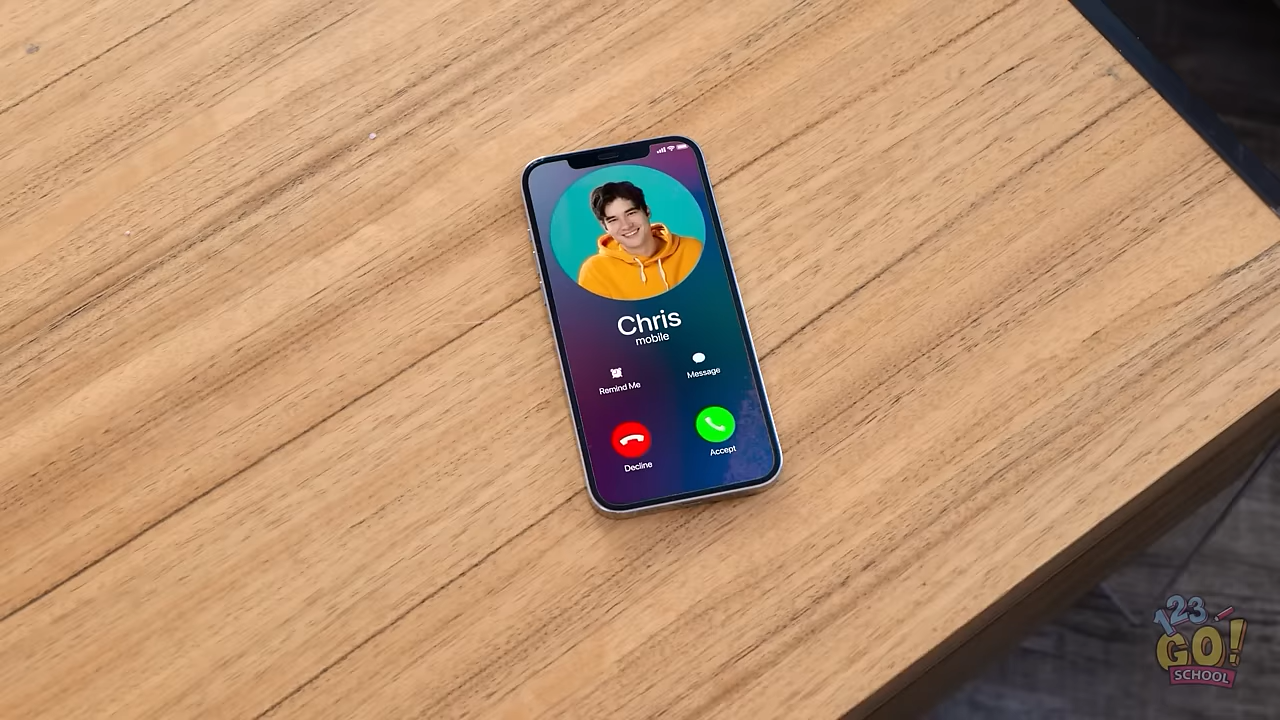 Chris
mobile
Remind Me
Message
Decline
Accept
123
GO!
SCHOOL